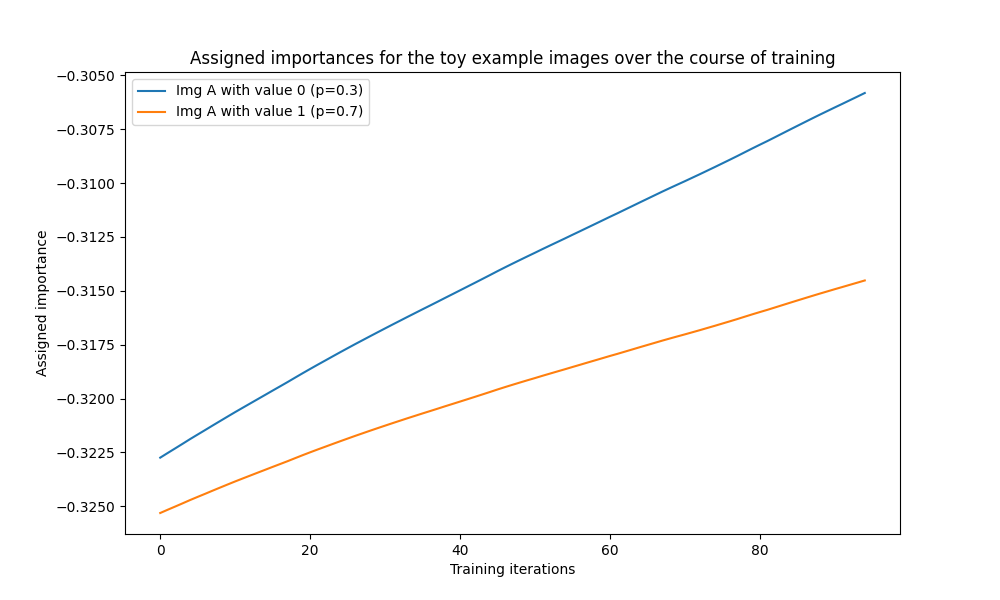 Assigned importances for the toy example images over the course of training
−0.3050
−0.3075
−0.3100
−0.3125
−0.3150
−0.3175
−0.3200
−0.3225
−0.3250
Assigned importance
Img A with value 0 (p=0.3)
Img A with value 1 (p=0.7)
0 20 40 60 80
Training iterations